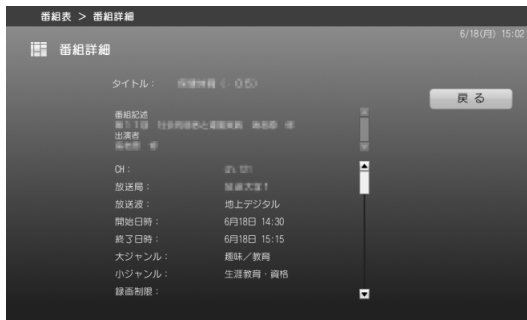 番組表 > 番組詳細
6/18(月) 15:02
番組詳細
タイトル：
戻る
番組記述
出演者
CH：
放送局：
放送波： 地上デジタル
開始日時： 6月18日 14:30
終了日時： 6月18日 15:15
大ジャンル： 趣味／教育
小ジャンル： 生涯教育・資格
録画制限：